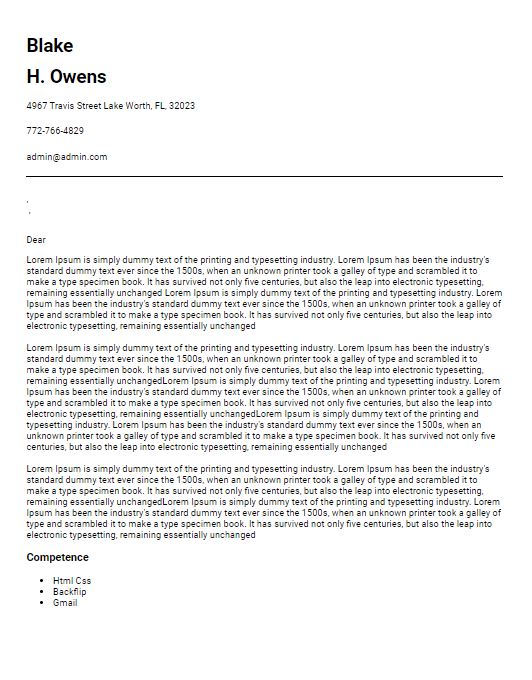 Blake
H. Owens
4967 Travis Street Lake Worth, FL, 32023
772-766-4829
admin@admin.com
,
,
Dear
Lorem Ipsum is simply dummy text of the printing and typesetting industry. Lorem Ipsum has been the industry's
standard dummy text ever since the 1500s, when an unknown printer took a galley of type and scrambled it to
make a type specimen book. It has survived not only five centuries, but also the leap into electronic typesetting,
remaining essentially unchanged Lorem Ipsum is simply dummy text of the printing and typesetting industry. Lorem
Ipsum has been the industry's standard dummy text ever since the 1500s, when an unknown printer took a galley of
type and scrambled it to make a type specimen book. It has survived not only five centuries, but also the leap into
electronic typesetting, remaining essentially unchanged
Lorem Ipsum is simply dummy text of the printing and typesetting industry. Lorem Ipsum has been the industry's
standard dummy text ever since the 1500s, when an unknown printer took a galley of type and scrambled it to
make a type specimen book. It has survived not only five centuries, but also the leap into electronic typesetting,
remaining essentially unchangedLorem Ipsum is simply dummy text of the printing and typesetting industry. Lorem
Ipsum has been the industry's standard dummy text ever since the 1500s, when an unknown printer took a galley of
type and scrambled it to make a type specimen book. It has survived not only five centuries, but also the leap into
electronic typesetting, remaining essentially unchangedLorem Ipsum is simply dummy text of the printing and
typesetting industry. Lorem Ipsum has been the industry's standard dummy text ever since the 1500s, when an
unknown printer took a galley of type and scrambled it to make a type specimen book. It has survived not only five
centuries, but also the leap into electronic typesetting, remaining essentially unchanged
Lorem Ipsum is simply dummy text of the printing and typesetting industry. Lorem Ipsum has been the industry's
standard dummy text ever since the 1500s, when an unknown printer took a galley of type and scrambled it to
make a type specimen book. It has survived not only five centuries, but also the leap into electronic typesetting,
remaining essentially unchangedLorem Ipsum is simply dummy text of the printing and typesetting industry. Lorem
Ipsum has been the industry's standard dummy text ever since the 1500s, when an unknown printer took a galley of
type and scrambled it to make a type specimen book. It has survived not only five centuries, but also the leap into
electronic typesetting, remaining essentially unchanged
Competence
• Html Css
• Backflip
• Gmail